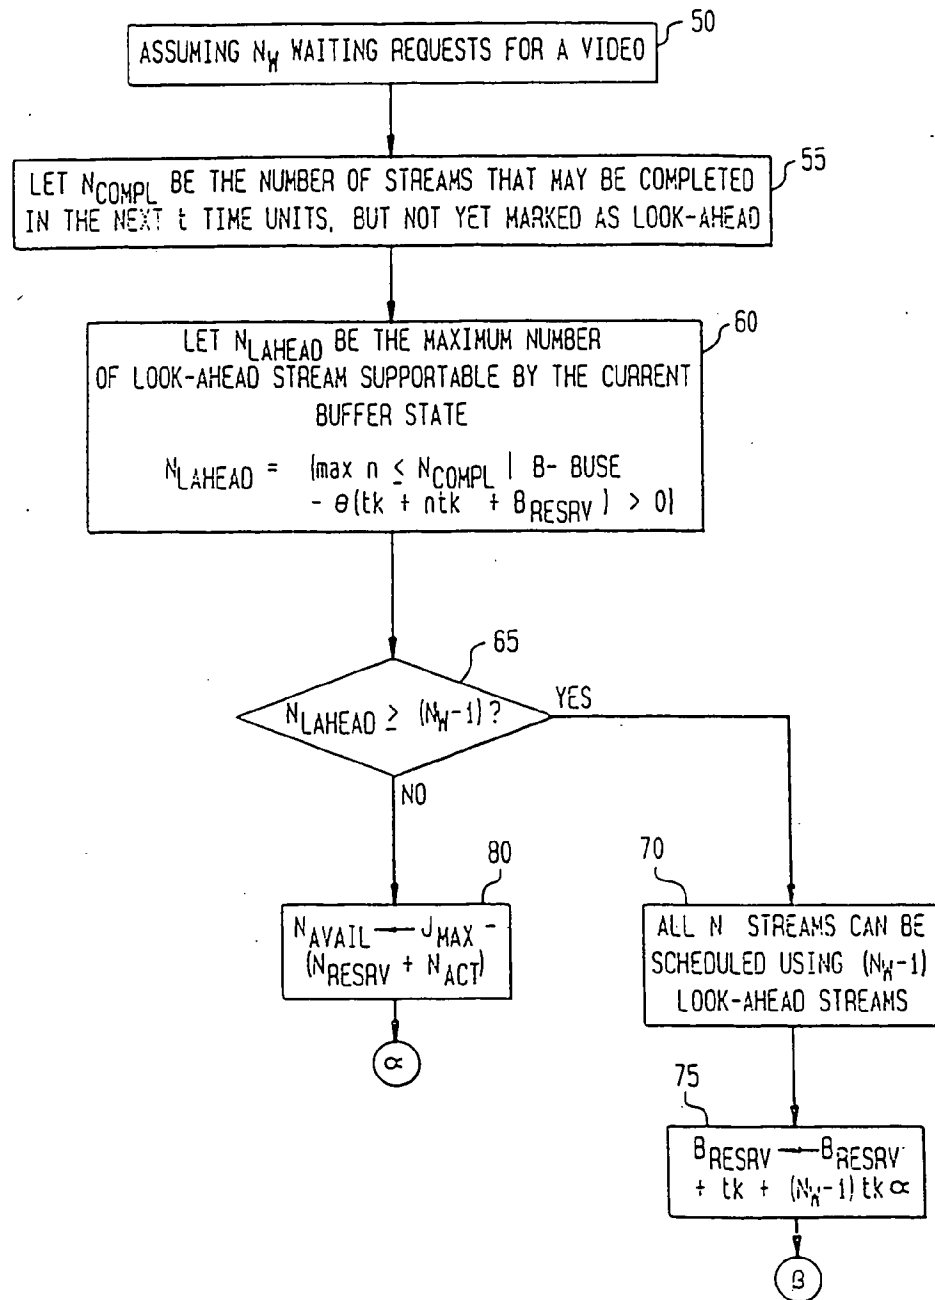 50
ASSUMING N_W WAITING REQUESTS FOR A VIDEO
55
LET N_COMPL BE THE NUMBER OF STREAMS THAT MAY BE COMPLETED
IN THE NEXT t TIME UNITS, BUT NOT YET MARKED AS LOOK-AHEAD
60
LET N_LAHEAD BE THE MAXIMUM NUMBER
OF LOOK-AHEAD STREAM SUPPORTABLE BY THE CURRENT
BUFFER STATE
N_LAHEAD = {max n ≤ N_COMPL | B- BUSE
- θ(tk + ntk + B_RESRV) > 0}
65
N_LAHEAD ≥ (N_W-1)?
YES
NO
80
N_AVAIL ← J_MAX -
(N_RESRV + N_ACT)
∝
70
ALL N STREAMS CAN BE
SCHEDULED USING (N_W-1)
LOOK-AHEAD STREAMS
75
B_RESRV ← B_RESRV
+ tk + (N_W-1) tk ∝
β